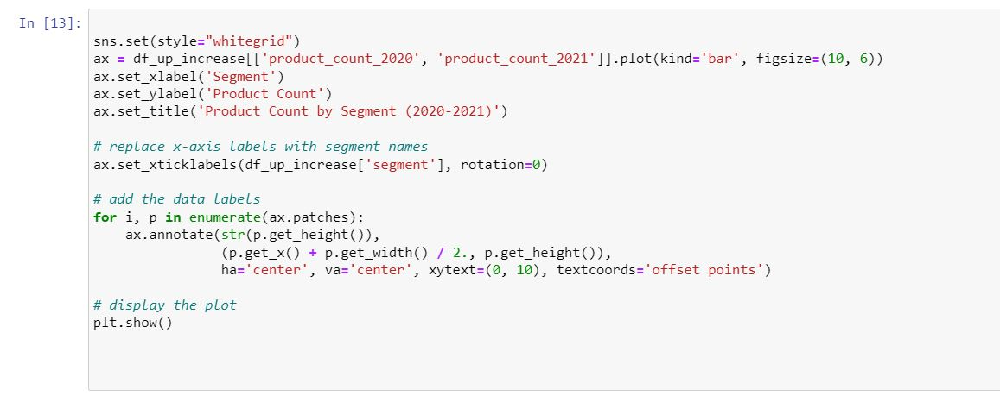 In [13]:
sns.set(style="whitegrid")
ax = df_up_increase[['product_count_2020', 'product_count_2021']].plot(kind='bar', figsize=(10, 6))
ax.set_xlabel('Segment')
ax.set_ylabel('Product Count')
ax.set_title('Product Count by Segment (2020-2021)')
# replace x-axis labels with segment names
ax.set_xticklabels(df_up_increase['segment'], rotation=0)
# add the data labels
for i, p in enumerate(ax.patches):
    ax.annotate(str(p.get_height()),
                (p.get_x() + p.get_width() / 2., p.get_height()),
                ha='center', va='center', xytext=(0, 10), textcoords='offset points')
# display the plot
plt.show()